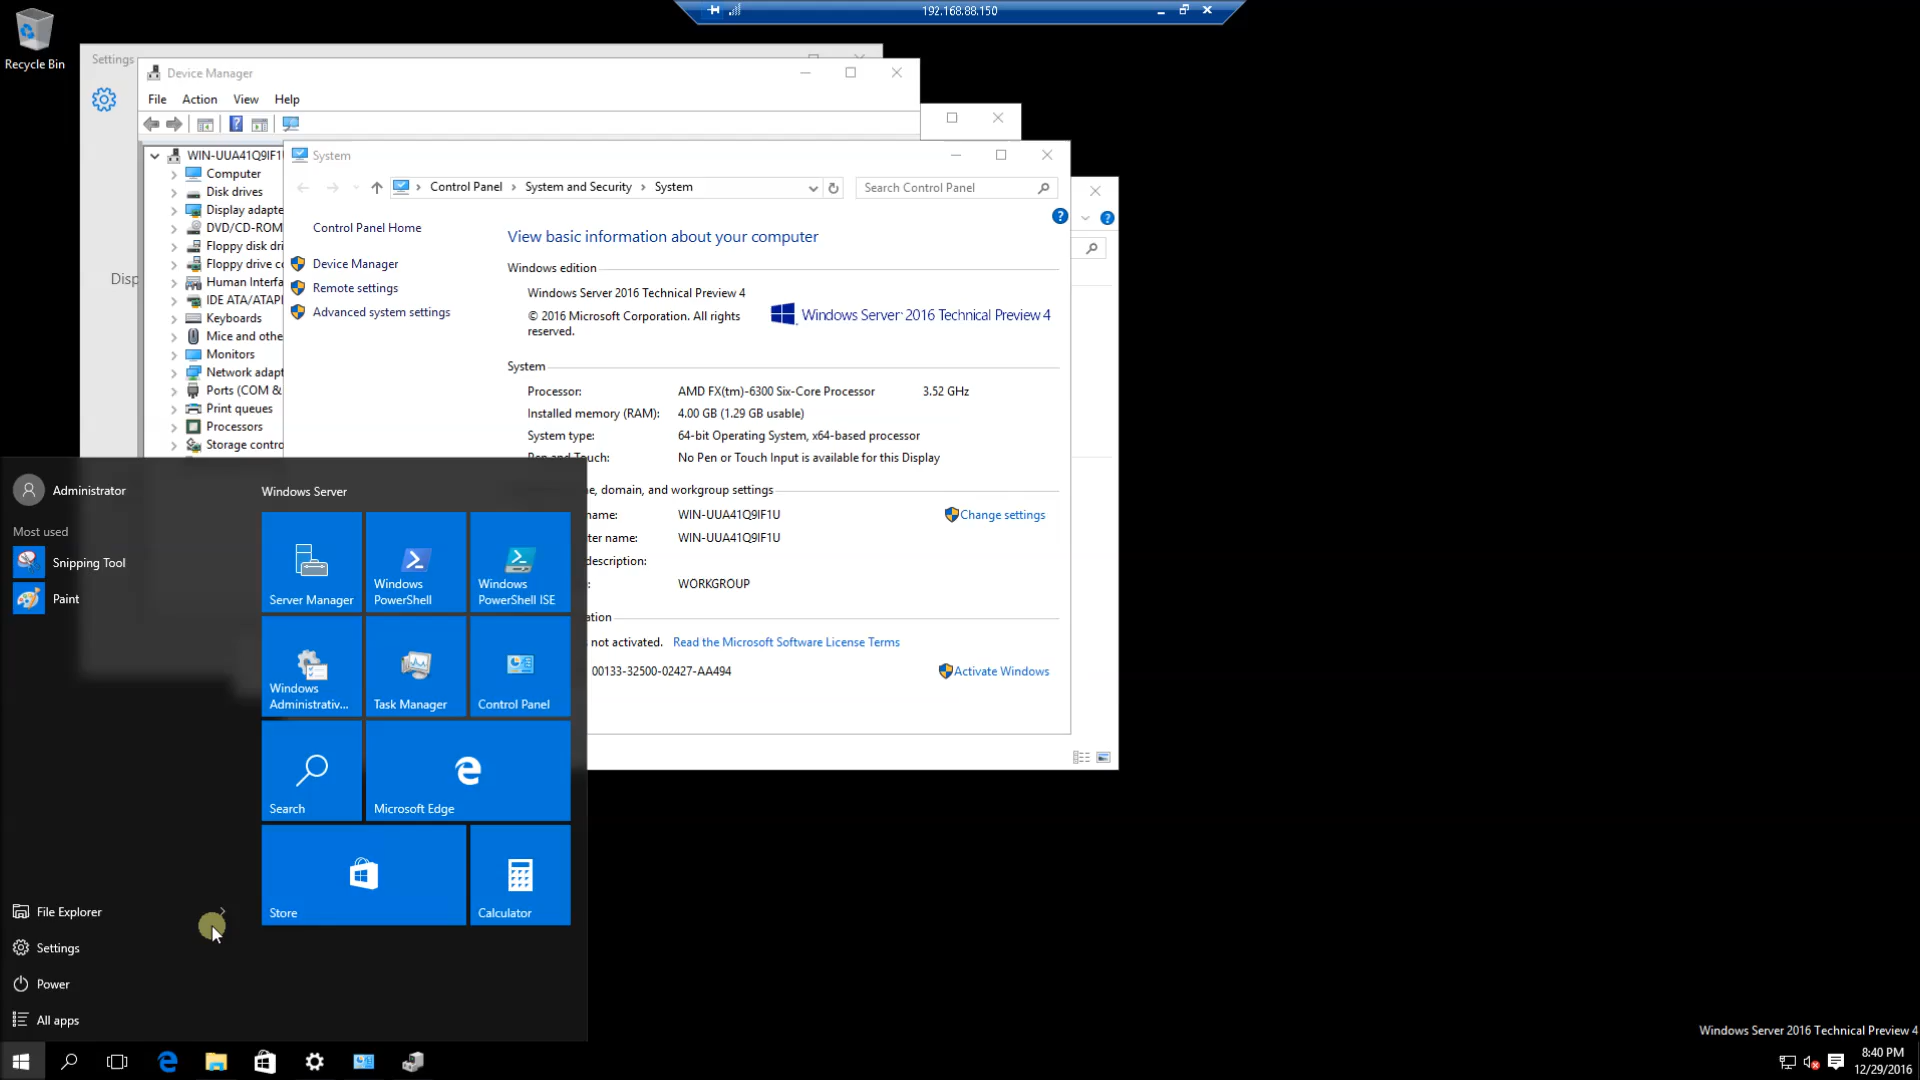 192.168.88.150
Recycle Bin
Settings
Device Manager
File Action View Help
WIN-UUA41Q9IF1
Computer
Disk drives
Display adapte
DVD/CD-ROM
Floppy disk dri
Floppy drive c
Human Interfa
IDE ATA/ATAPI
Keyboards
Mice and othe
Monitors
Network adapt
Ports (COM &
Print queues
Processors
Storage contro
Disp
System
Control Panel > System and Security > System
Search Control Panel
Control Panel Home
Device Manager
Remote settings
Advanced system settings
View basic information about your computer
Windows edition
Windows Server 2016 Technical Preview 4
© 2016 Microsoft Corporation. All rights
reserved.
Windows Server 2016 Technical Preview 4
System
Processor: AMD FX(tm)-6300 Six-Core Processor 3.52 GHz
Installed memory (RAM): 4.00 GB (1.29 GB usable)
System type: 64-bit Operating System, x64-based processor
Pen and Touch: No Pen or Touch Input is available for this Display
e, domain, and workgroup settings
name: WIN-UUA41Q9IF1U
Change settings
ter name: WIN-UUA41Q9IF1U
description:
WORKGROUP
ation
not activated. Read the Microsoft Software License Terms
00133-32500-02427-AA494
Activate Windows
Administrator
Most used
Snipping Tool
Paint
File Explorer
Settings
Power
All apps
Windows Server
Server Manager
Windows
PowerShell
Windows
PowerShell ISE
Windows
Administrativ...
Task Manager
Control Panel
Search
Microsoft Edge
Store
Calculator
Windows Server 2016 Technical Preview 4
8:40 PM
12/29/2016